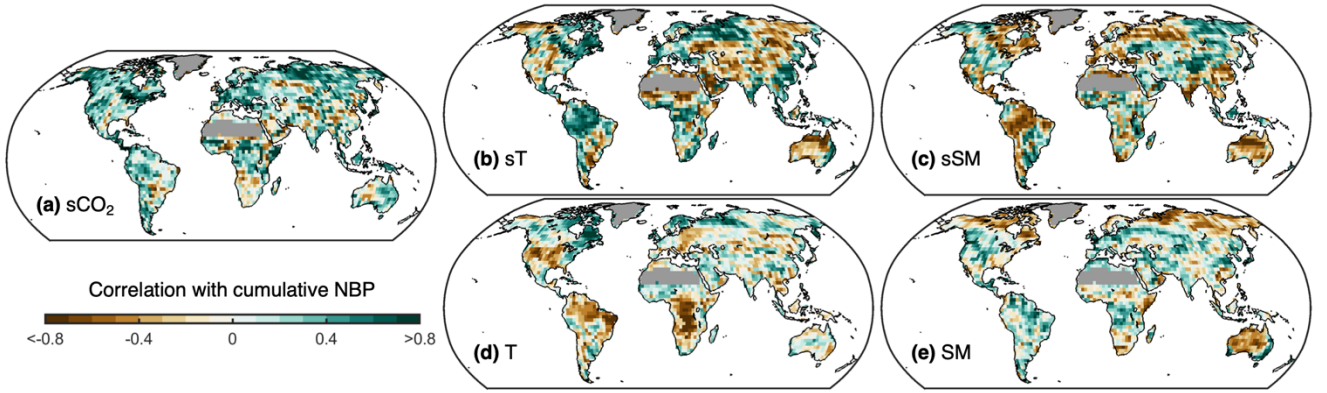 (a) sCO₂
(b) sT
(c) sSM
Correlation with cumulative NBP
<-0.8 -0.4 0 0.4 >0.8
(d) T
(e) SM